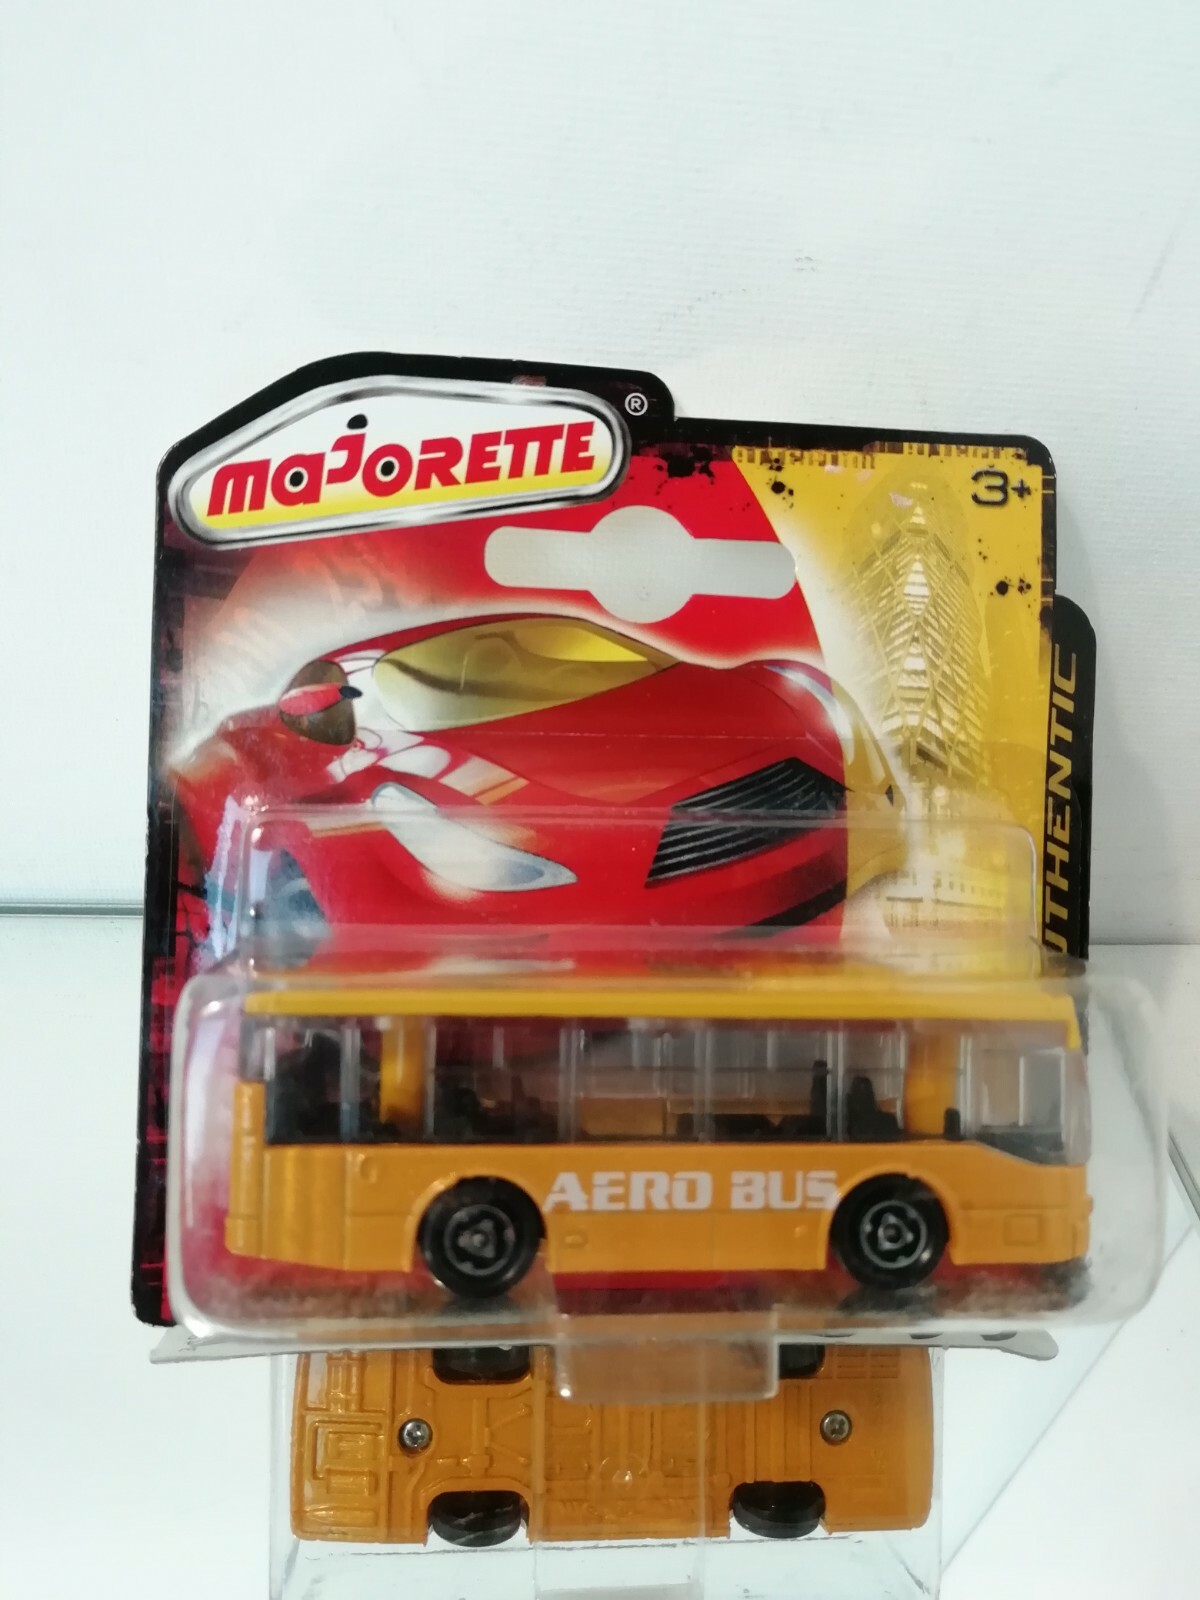 majorette ®
3+
UTHENTIC
AERO BUS